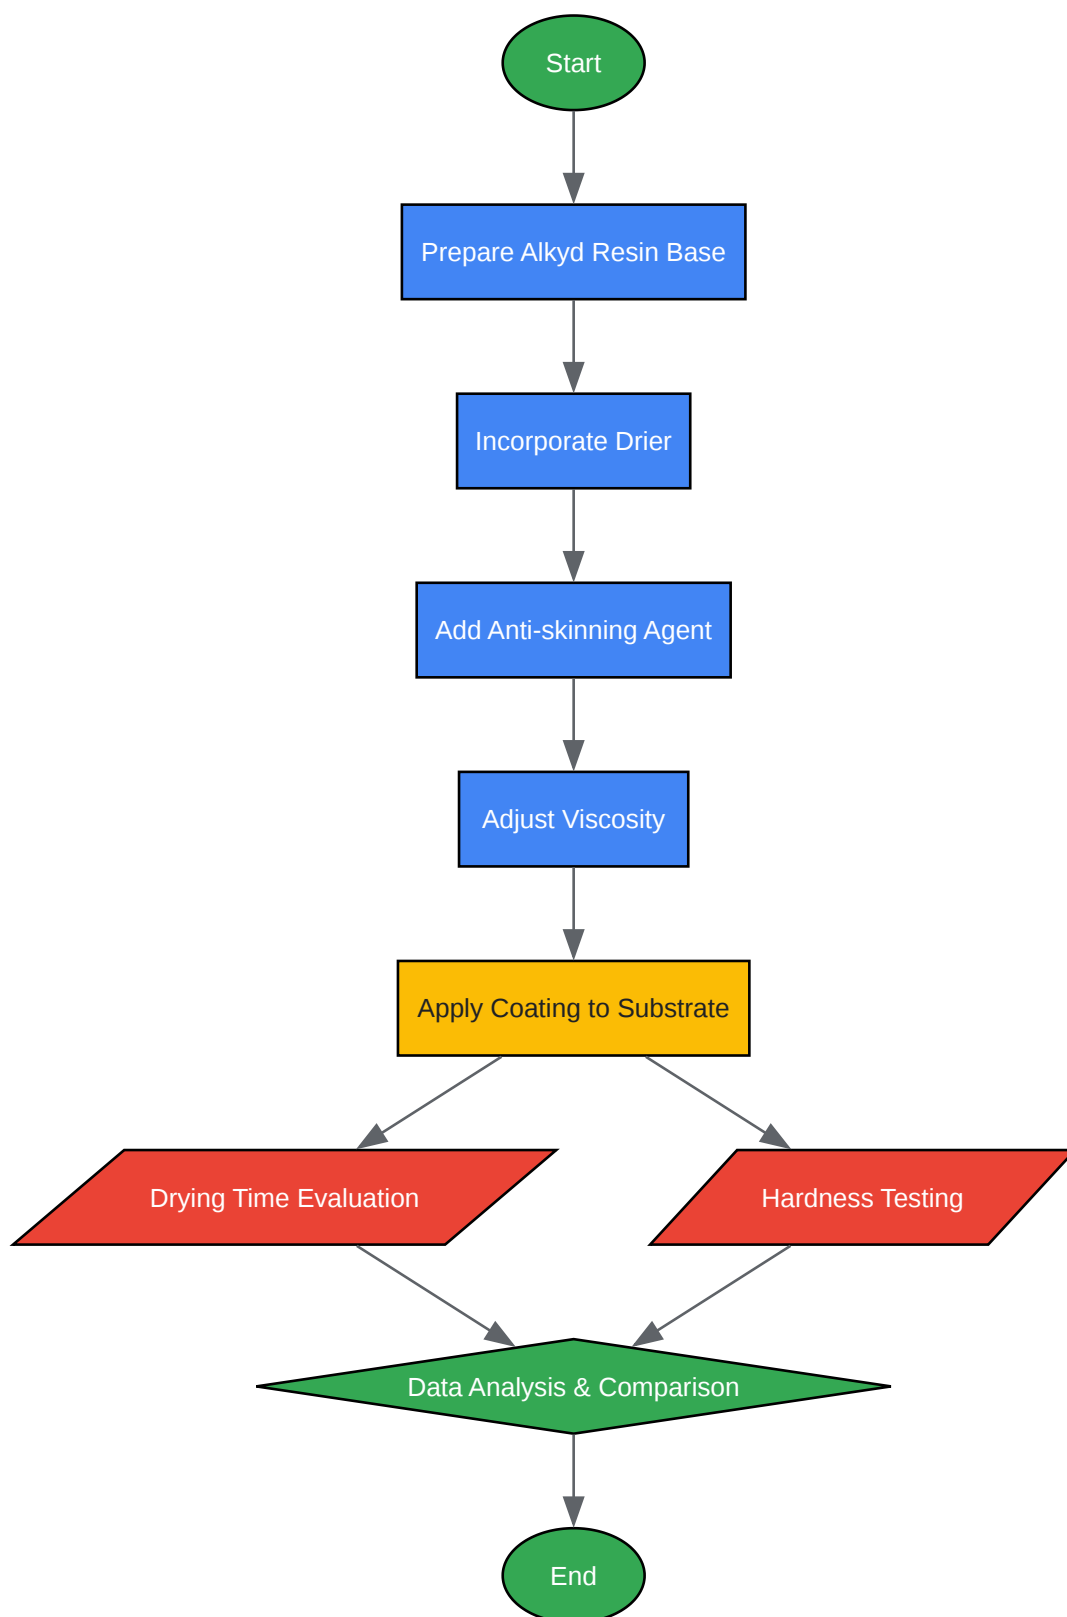 Start
Prepare Alkyd Resin Base
Incorporate Drier
Add Anti-skinning Agent
Adjust Viscosity
Apply Coating to Substrate
Drying Time Evaluation
Hardness Testing
Data Analysis & Comparison
End